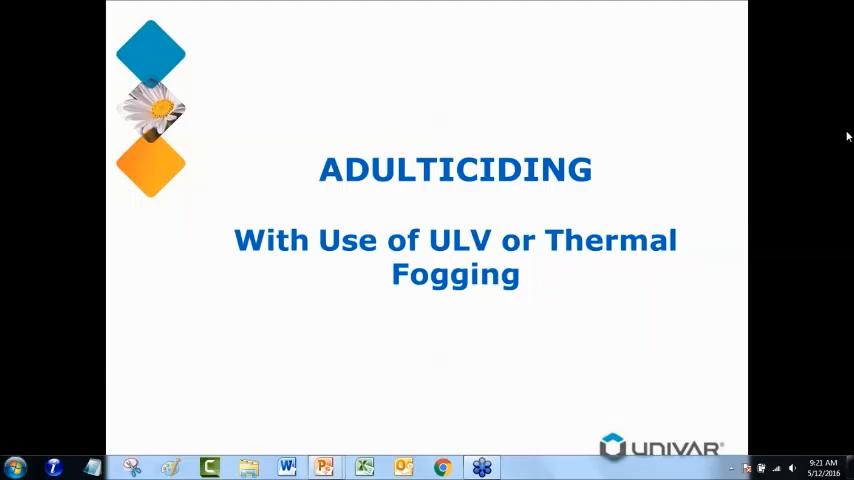 ADULTICIDING
With Use of ULV or Thermal
Fogging
UNIVAR
9:21 AM
5/12/2016